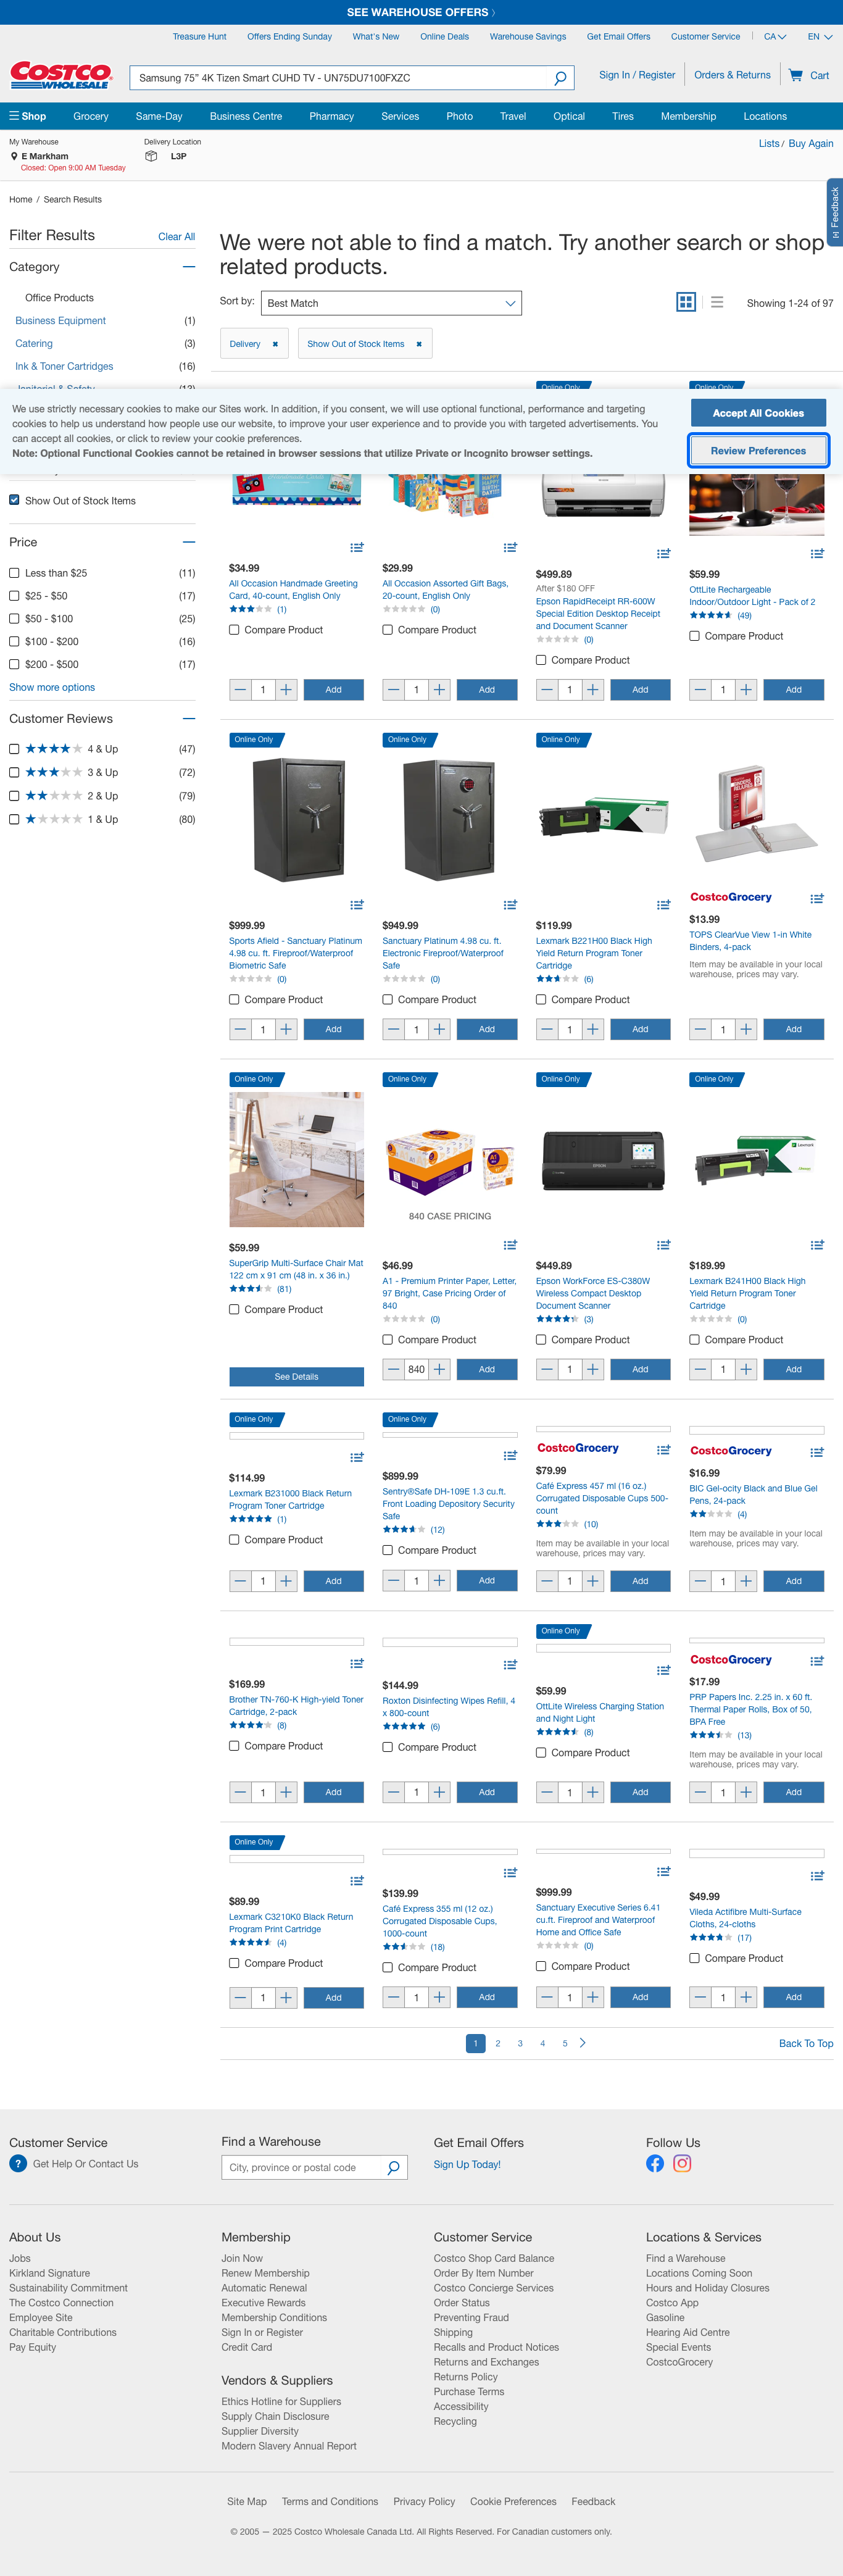 SEE WAREHOUSE OFFERS 〉
Treasure Hunt Offers Ending Sunday What's New Online Deals Warehouse Savings Get Email Offers Customer Service CA EN
COSTCO WHOLESALE
Samsung 75" 4K Tizen Smart CUHD TV - UN75DU7100FXZC
Sign In / Register Orders & Returns Cart
Shop Grocery Same-Day Business Centre Pharmacy Services Photo Travel Optical Tires Membership Locations
My Warehouse Delivery Location
E Markham L3P
Closed: Open 9:00 AM Tuesday
Lists / Buy Again
Feedback
Home / Search Results
Filter Results Clear All
Category
Office Products
Business Equipment (1)
Catering (3)
Ink & Toner Cartridges (16)
We were not able to find a match. Try another search or shop
related products.
Sort by: Best Match
Showing 1-24 of 97
Delivery ✖ Show Out of Stock Items ✖
Online Only Online Only
We use strictly necessary cookies to make our Sites work. In addition, if you consent, we will use optional functional, performance and targeting
cookies to help us understand how people use our website, to improve your user experience and to provide you with targeted advertisements. You
can accept all cookies, or click to review your cookie preferences.
Note: Optional Functional Cookies cannot be retained in browser sessions that utilize Private or Incognito browser settings.
Accept All Cookies
Review Preferences
Show Out of Stock Items
Price
Less than $25 (11)
$25 - $50 (17)
$50 - $100 (25)
$100 - $200 (16)
$200 - $500 (17)
Show more options
Customer Reviews
4 & Up (47)
3 & Up (72)
2 & Up (79)
1 & Up (80)
$34.99
All Occasion Handmade Greeting
Card, 40-count, English Only
(1)
Compare Product
1 Add
$29.99
All Occasion Assorted Gift Bags,
20-count, English Only
(0)
Compare Product
1 Add
$499.89
After $180 OFF
Epson RapidReceipt RR-600W
Special Edition Desktop Receipt
and Document Scanner
(0)
Compare Product
1 Add
$59.99
OttLite Rechargeable
Indoor/Outdoor Light - Pack of 2
(49)
Compare Product
1 Add
Online Only
$999.99
Sports Afield - Sanctuary Platinum
4.98 cu. ft. Fireproof/Waterproof
Biometric Safe
(0)
Compare Product
1 Add
Online Only
$949.99
Sanctuary Platinum 4.98 cu. ft.
Electronic Fireproof/Waterproof
Safe
(0)
Compare Product
1 Add
Online Only
$119.99
Lexmark B221H00 Black High
Yield Return Program Toner
Cartridge
(6)
Compare Product
1 Add
CostcoGrocery
$13.99
TOPS ClearVue View 1-in White
Binders, 4-pack
Item may be available in your local
warehouse, prices may vary.
1 Add
Online Only
$59.99
SuperGrip Multi-Surface Chair Mat
122 cm x 91 cm (48 in. x 36 in.)
(81)
Compare Product
See Details
Online Only
840 CASE PRICING
$46.99
A1 - Premium Printer Paper, Letter,
97 Bright, Case Pricing Order of
840
(0)
Compare Product
840 Add
Online Only
EPSON
$449.89
Epson WorkForce ES-C380W
Wireless Compact Desktop
Document Scanner
(3)
Compare Product
1 Add
Online Only
Lexmark
$189.99
Lexmark B241H00 Black High
Yield Return Program Toner
Cartridge
(0)
Compare Product
1 Add
Online Only
$114.99
Lexmark B231000 Black Return
Program Toner Cartridge
(1)
Compare Product
1 Add
Online Only
$899.99
Sentry®Safe DH-109E 1.3 cu.ft.
Front Loading Depository Security
Safe
(12)
Compare Product
1 Add
CostcoGrocery
$79.99
Café Express 457 ml (16 oz.)
Corrugated Disposable Cups 500-
count
(10)
Item may be available in your local
warehouse, prices may vary.
1 Add
CostcoGrocery
$16.99
BIC Gel-ocity Black and Blue Gel
Pens, 24-pack
(4)
Item may be available in your local
warehouse, prices may vary.
1 Add
$169.99
Brother TN-760-K High-yield Toner
Cartridge, 2-pack
(8)
Compare Product
1 Add
$144.99
Roxton Disinfecting Wipes Refill, 4
x 800-count
(6)
Compare Product
1 Add
Online Only
$59.99
OttLite Wireless Charging Station
and Night Light
(8)
Compare Product
1 Add
CostcoGrocery
$17.99
PRP Papers Inc. 2.25 in. x 60 ft.
Thermal Paper Rolls, Box of 50,
BPA Free
(13)
Item may be available in your local
warehouse, prices may vary.
1 Add
Online Only
$89.99
Lexmark C3210K0 Black Return
Program Print Cartridge
(4)
Compare Product
1 Add
$139.99
Café Express 355 ml (12 oz.)
Corrugated Disposable Cups,
1000-count
(18)
Compare Product
1 Add
$999.99
Sanctuary Executive Series 6.41
cu.ft. Fireproof and Waterproof
Home and Office Safe
(0)
Compare Product
1 Add
$49.99
Vileda Actifibre Multi-Surface
Cloths, 24-cloths
(17)
Compare Product
1 Add
1 2 3 4 5
Back To Top
Customer Service
Get Help Or Contact Us
Find a Warehouse
City, province or postal code
Get Email Offers
Sign Up Today!
Follow Us
About Us
Jobs
Kirkland Signature
Sustainability Commitment
The Costco Connection
Employee Site
Charitable Contributions
Pay Equity
Membership
Join Now
Renew Membership
Automatic Renewal
Executive Rewards
Membership Conditions
Sign In or Register
Credit Card
Vendors & Suppliers
Ethics Hotline for Suppliers
Supply Chain Disclosure
Supplier Diversity
Modern Slavery Annual Report
Customer Service
Costco Shop Card Balance
Order By Item Number
Costco Concierge Services
Order Status
Preventing Fraud
Shipping
Recalls and Product Notices
Returns and Exchanges
Returns Policy
Purchase Terms
Accessibility
Recycling
Locations & Services
Find a Warehouse
Locations Coming Soon
Hours and Holiday Closures
Costco App
Gasoline
Hearing Aid Centre
Special Events
CostcoGrocery
Site Map Terms and Conditions Privacy Policy Cookie Preferences Feedback
© 2005 — 2025 Costco Wholesale Canada Ltd. All Rights Reserved. For Canadian customers only.